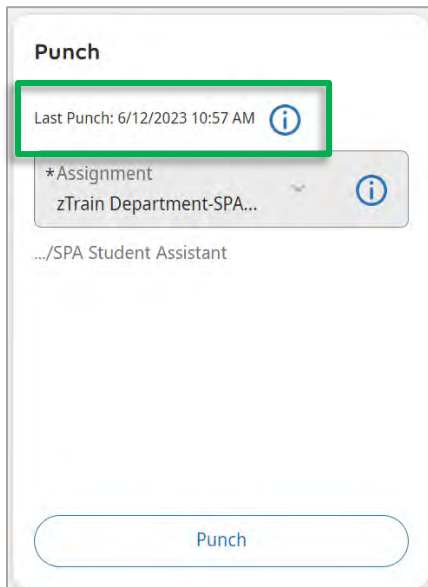 Punch
Last Punch: 6/12/2023 10:57 AM
*Assignment
zTrain Department-SPA...
.../SPA Student Assistant
Punch